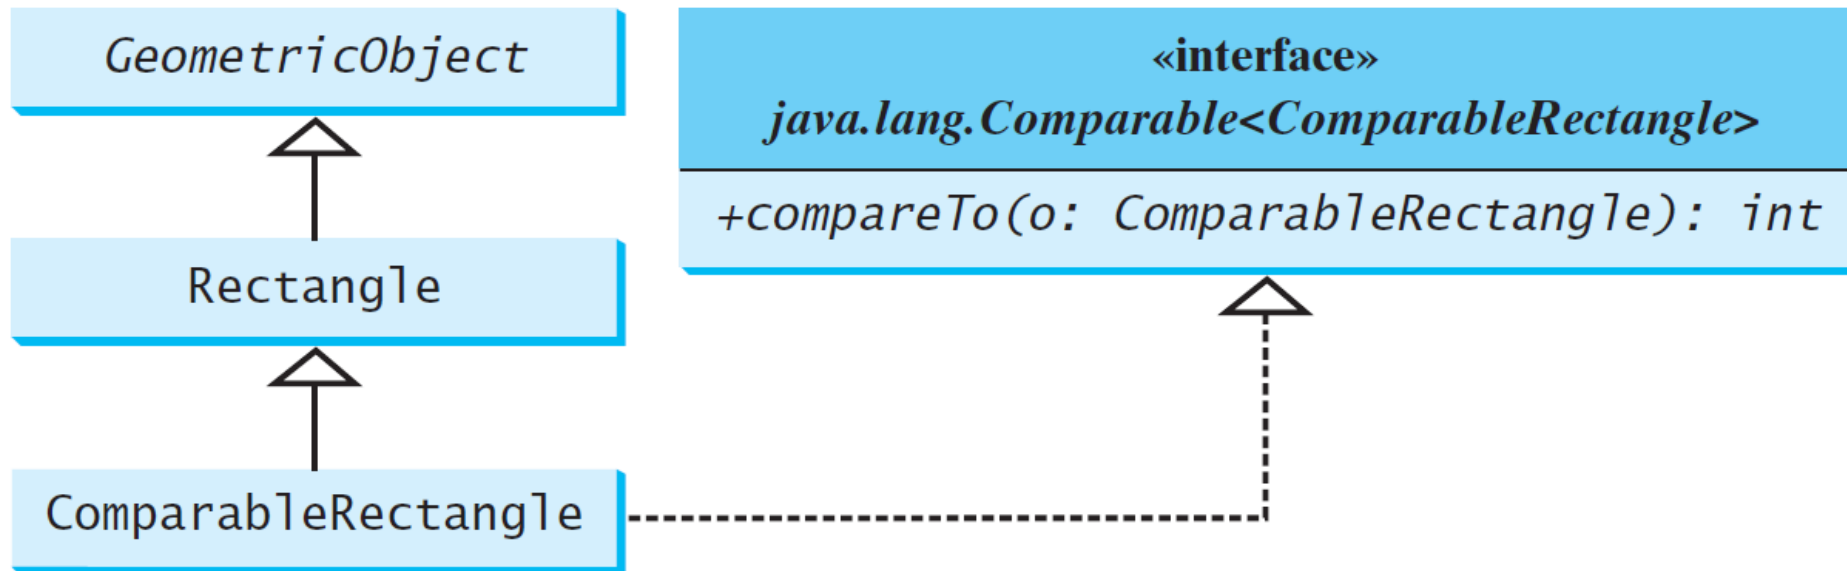 GeometricObject
Rectangle
ComparableRectangle
«interface»
java.lang.Comparable<ComparableRectangle>
+compareTo(o: ComparableRectangle): int